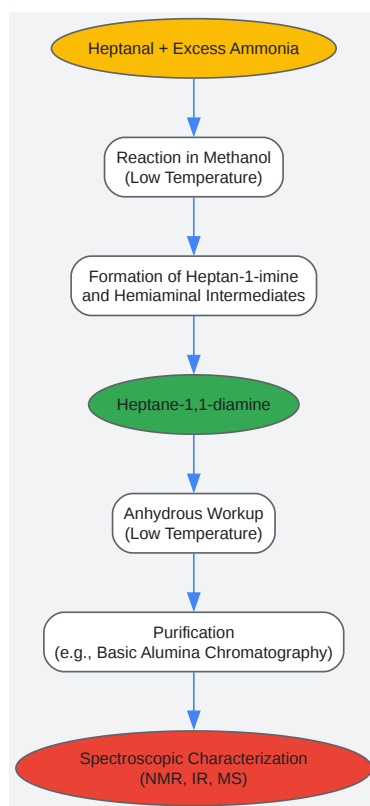 Heptanal + Excess Ammonia
Reaction in Methanol
(Low Temperature)
Formation of Heptan-1-imine
and Hemiaminal Intermediates
Heptane-1,1-diamine
Anhydrous Workup
(Low Temperature)
Purification
(e.g., Basic Alumina Chromatography)
Spectroscopic Characterization
(NMR, IR, MS)